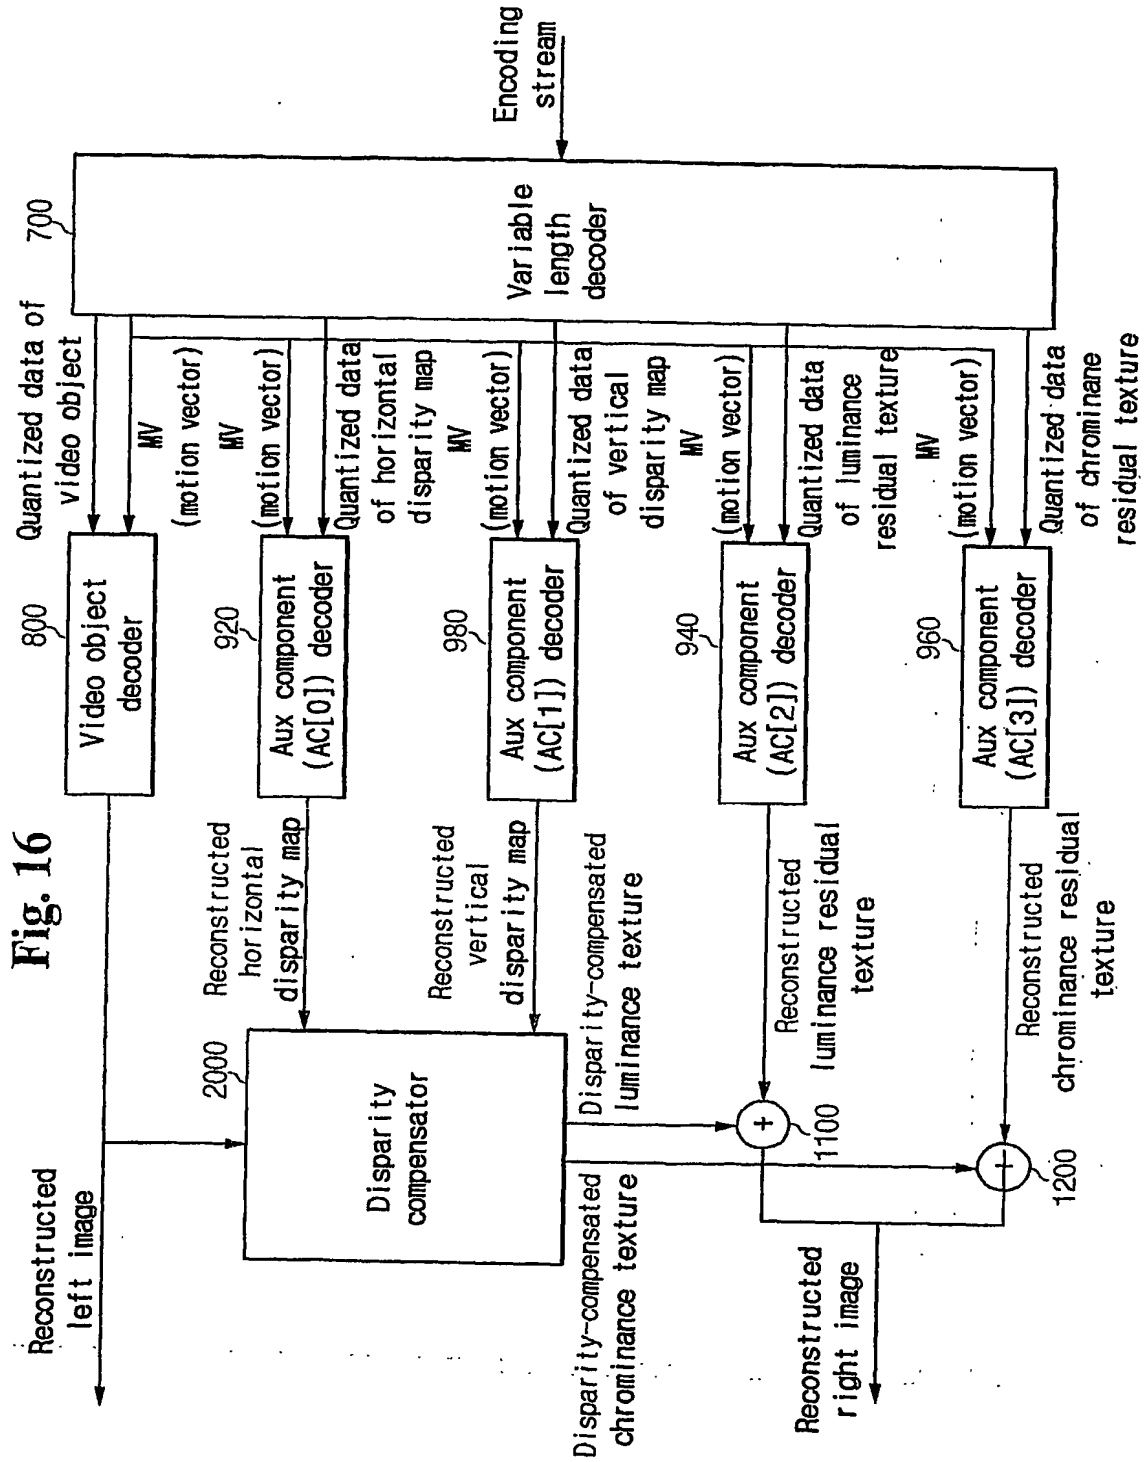 Fig. 16
Encoding
stream
700
Variable
length
decoder
Quantized data of
video object
MV
(motion vector)
MV
(motion vector)
Quantized data
of horizontal
disparity map
MV
(motion vector)
Quantized data
of vertical
disparity map
MV
(motion vector)
Quantized data
of luminance
residual texture
MV
(motion vector)
Quantized data
of chrominane
residual texture
800
Video object
decoder
920
Aux component
(AC[0]) decoder
980
Aux component
(AC[1]) decoder
940
Aux component
(AC[2]) decoder
960
Aux component
(AC[3]) decoder
Reconstructed
horizontal
disparity map
Reconstructed
vertical
disparity map
Reconstructed
luminance residual
texture
Reconstructed
chrominance residual
texture
2000
Disparity
compensator
Disparity-compensated
luminance texture
Disparity-compensated
chrominance texture
+
1100
+
1200
Reconstructed
left image
Reconstructed
right image